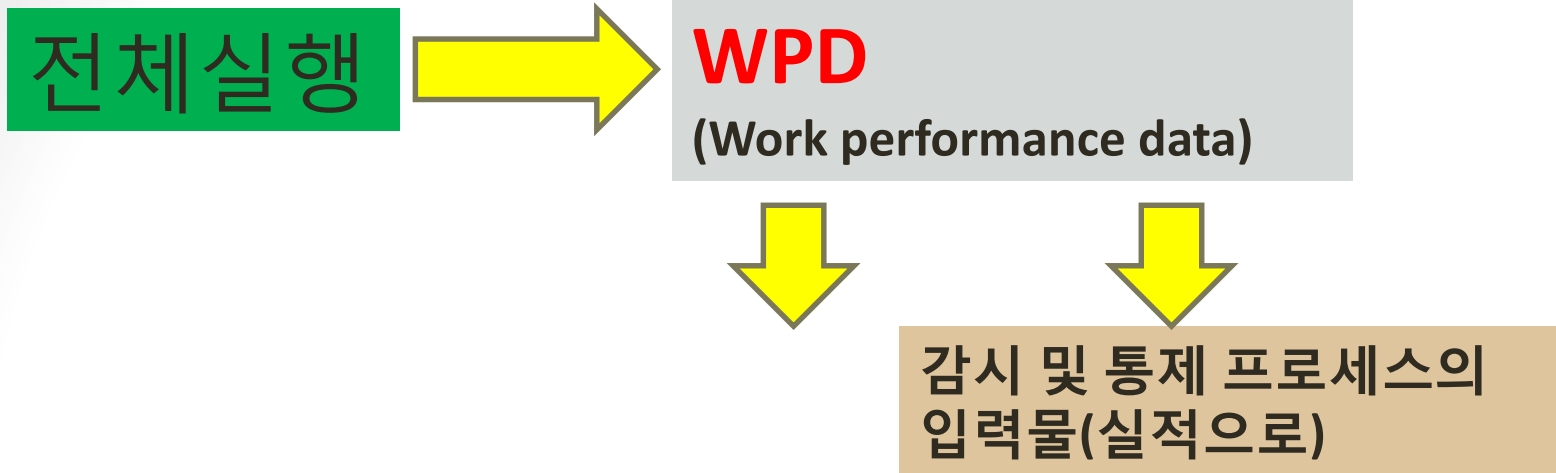 전체실행
WPD
(Work performance data)
감시 및 통제 프로세스의
입력물(실적으로)